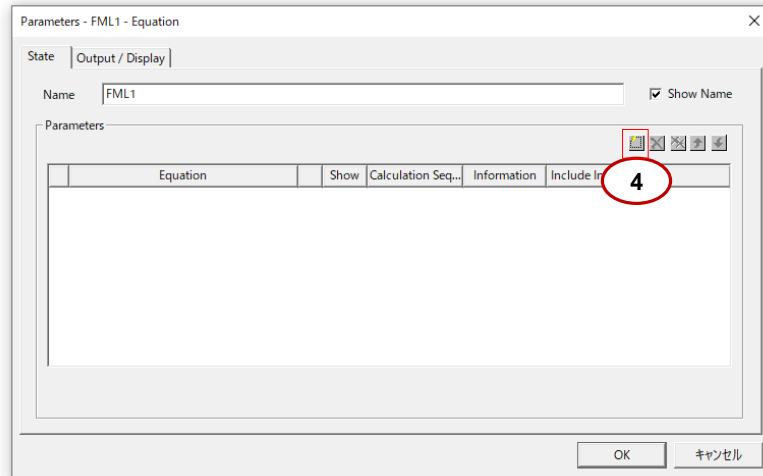 Parameters - FML1 - Equation
State Output / Display
Name FML1 Show Name
Parameters
Equation Show Calculation Seq... Information Include In
4
OK キャンセル